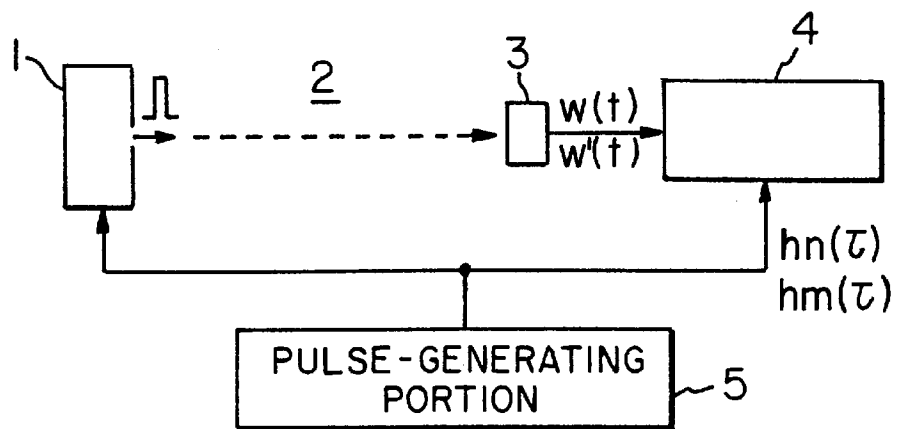 1
2
3
4
w(t)
w'(t)
hn(τ)
hm(τ)
PULSE-GENERATING
PORTION
5